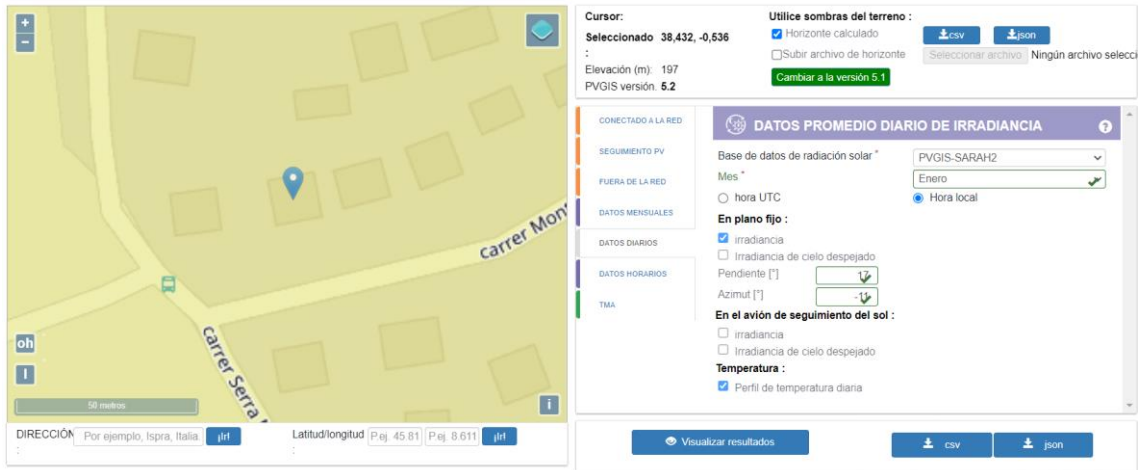 +
−
carrer Mont
carrer Serra
oh
I
50 metros
i
DIRECCIÓN
:
Por ejemplo, Ispra, Italia
¡Ir!
Latitud/longitud
:
P.ej. 45.81
P.ej. 8.611
¡Ir!
Cursor:
Seleccionado 38,432, -0,536
:
Elevación (m): 197
PVGIS versión. 5.2
Utilice sombras del terreno :
Horizonte calculado
csv
json
Subir archivo de horizonte
Seleccionar archivo Ningún archivo selecci
Cambiar a la versión 5.1
CONECTADO A LA RED
SEGUIMIENTO PV
FUERA DE LA RED
DATOS MENSUALES
DATOS DIARIOS
DATOS HORARIOS
TMA
DATOS PROMEDIO DIARIO DE IRRADIANCIA
?
Base de datos de radiación solar * PVGIS-SARAH2
Mes * Enero
hora UTC Hora local
En plano fijo :
irradiancia
Irradiancia de cielo despejado
Pendiente [°] 17
Azimut [°] -11
En el avión de seguimiento del sol :
irradiancia
Irradiancia de cielo despejado
Temperatura :
Perfil de temperatura diaria
Visualizar resultados
csv
json